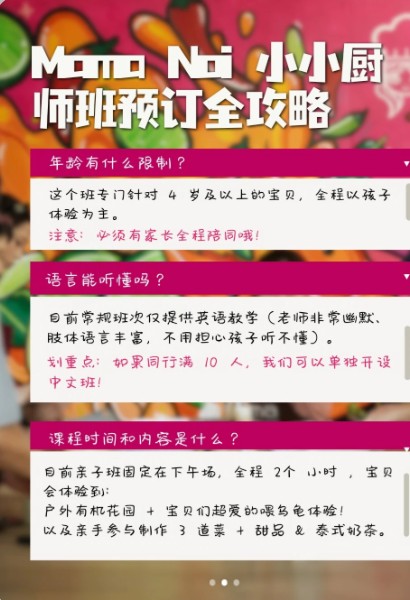 Mama Noi 小小厨
师班预订全攻略
年龄有什么限制？
这个班专门针对 4 岁及以上的宝贝，全程以孩子
体验为主。
注意：必须有家长全程陪同哦！
语言能听懂吗？
目前常规班次仅提供英语教学（老师非常幽默、
肢体语言丰富，不用担心孩子听不懂）。
划重点：如果同行满 10 人，我们可以单独开设
中文班！
课程时间和内容是什么？
目前亲子班固定在下午场，全程 2个 小时 ，宝贝
会体验到：
户外有机花园 + 宝贝们超爱的喂乌龟体验！
以及亲手参与制作 3 道菜 + 甜品 & 泰式奶茶。